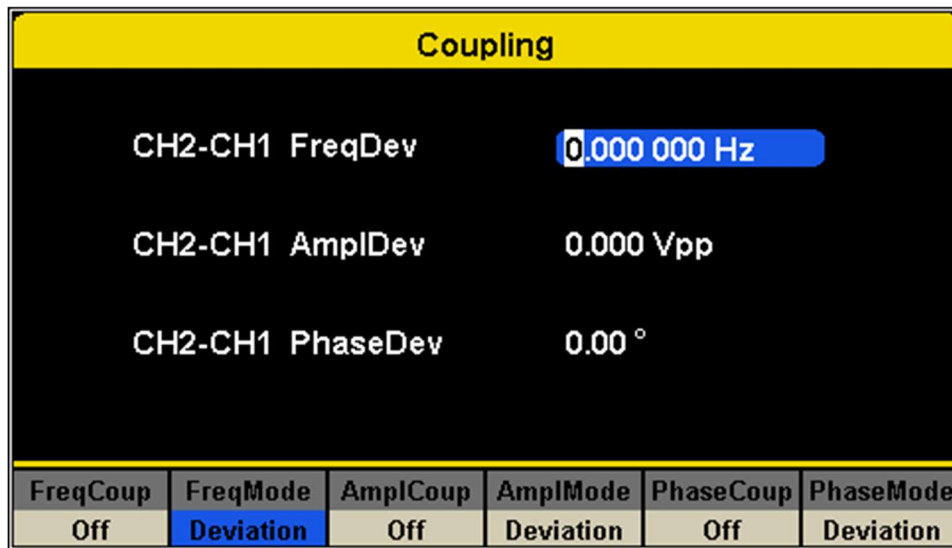 Coupling
CH2-CH1 FreqDev 0.000 000 Hz
CH2-CH1 AmplDev 0.000 Vpp
CH2-CH1 PhaseDev 0.00 °
FreqCoup FreqMode AmplCoup AmplMode PhaseCoup PhaseMode
Off Deviation Off Deviation Off Deviation